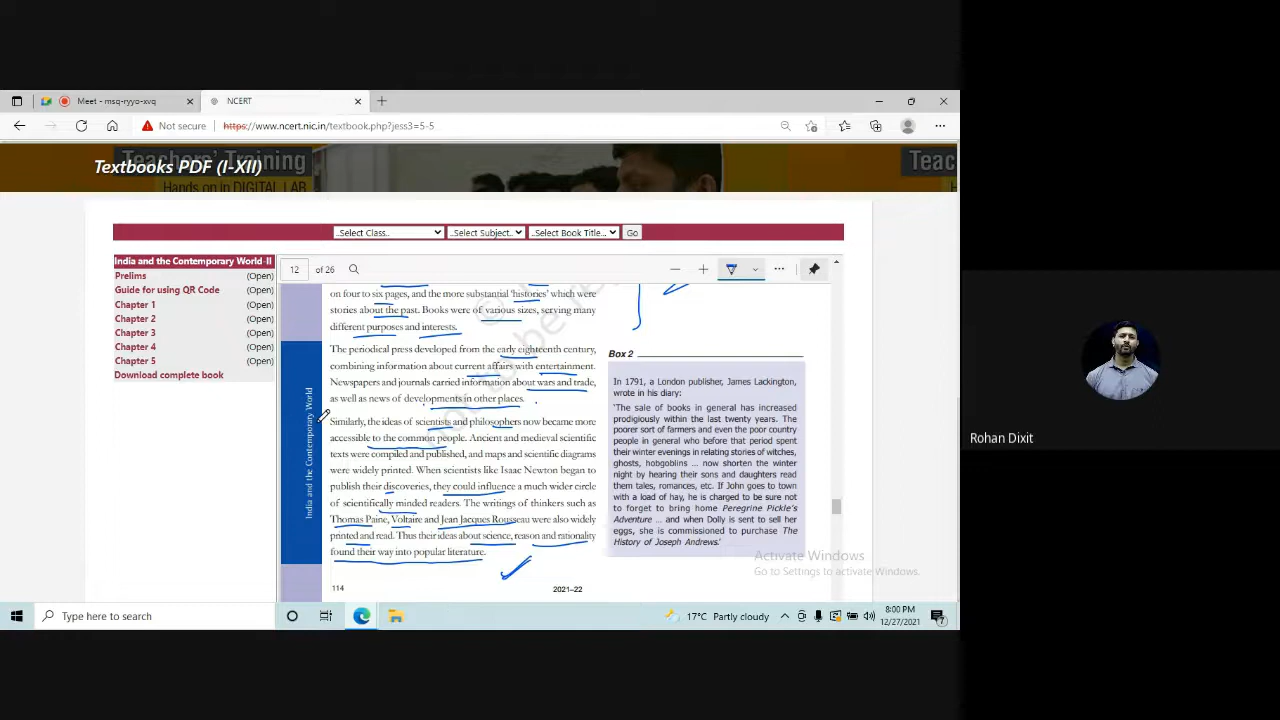 Meet - msq-ryyo-xvq
NCERT
Not secure
https://www.ncert.nic.in/textbook.php?jess3=5-5
Teachers' Training
Hands on in DIGITAL LAB
Teac
Hand
Textbooks PDF (I-XII)
..Select Class..
..Select Subject..
..Select Book Title...
Go
India and the Contemporary World-II
Prelims (Open)
Guide for using QR Code (Open)
Chapter 1 (Open)
Chapter 2 (Open)
Chapter 3 (Open)
Chapter 4 (Open)
Chapter 5 (Open)
Download complete book
12 of 26
on four to six pages, and the more substantial 'histories' which were
stories about the past. Books were of various sizes, serving many
different purposes and interests.
The periodical press developed from the early eighteenth century,
combining information about current affairs with entertainment.
Newspapers and journals carried information about wars and trade,
as well as news of developments in other places.
Similarly, the ideas of scientists and philosophers now became more
accessible to the common people. Ancient and medieval scientific
texts were compiled and published, and maps and scientific diagrams
were widely printed. When scientists like Isaac Newton began to
publish their discoveries, they could influence a much wider circle
of scientifically minded readers. The writings of thinkers such as
Thomas Paine, Voltaire and Jean Jacques Rousseau were also widely
printed and read. Thus their ideas about science, reason and rationality
found their way into popular literature.
India and the Contemporary World
114
2021–22
Box 2
In 1791, a London publisher, James Lackington,
wrote in his diary:
'The sale of books in general has increased
prodigiously within the last twenty years. The
poorer sort of farmers and even the poor country
people in general who before that period spent
their winter evenings in relating stories of witches,
ghosts, hobgoblins ... now shorten the winter
night by hearing their sons and daughters read
them tales, romances, etc. If John goes to town
with a load of hay, he is charged to be sure not
to forget to bring home Peregrine Pickle's
Adventure ... and when Dolly is sent to sell her
eggs, she is commissioned to purchase The
History of Joseph Andrews.'
Activate Windows
Go to Settings to activate Windows.
Rohan Dixit
Type here to search
17°C Partly cloudy
8:00 PM
12/27/2021
7